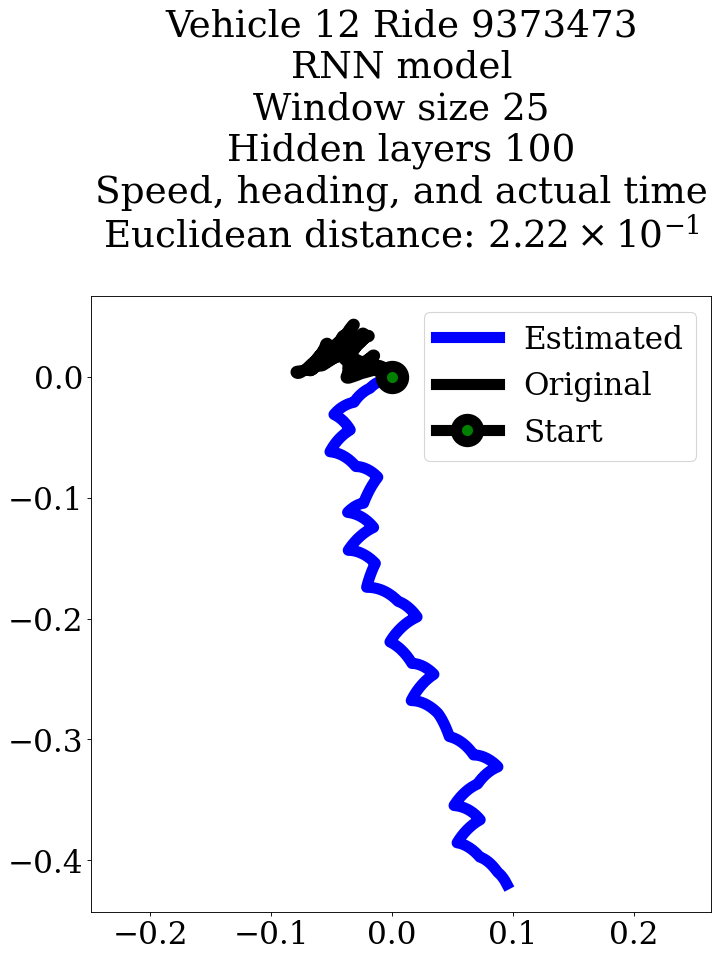 Vehicle 12 Ride 9373473
RNN model
Window size 25
Hidden layers 100
Speed, heading, and actual time
Euclidean distance: 2.22 × 10⁻¹
Estimated
Original
Start
0.0
−0.1
−0.2
−0.3
−0.4
−0.2 −0.1 0.0 0.1 0.2